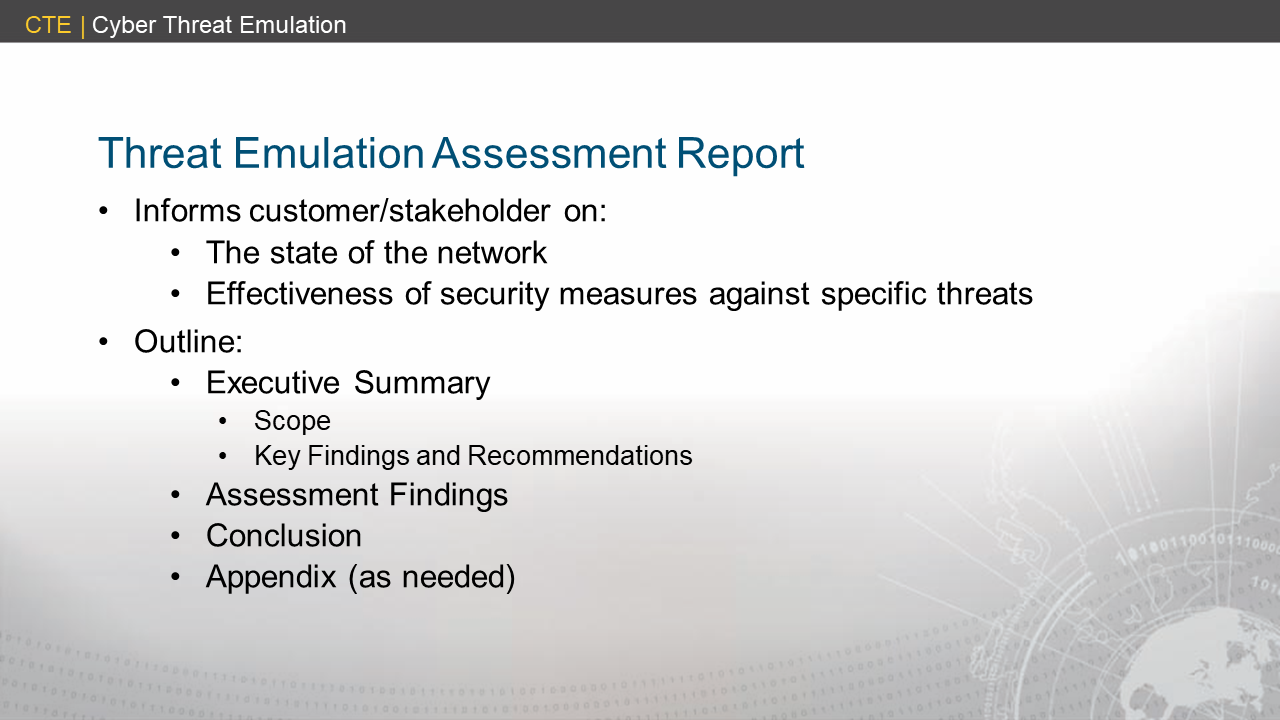 CTE | Cyber Threat Emulation
Threat Emulation Assessment Report
• Informs customer/stakeholder on:
• The state of the network
• Effectiveness of security measures against specific threats
• Outline:
• Executive Summary
• Scope
• Key Findings and Recommendations
• Assessment Findings
• Conclusion
• Appendix (as needed)